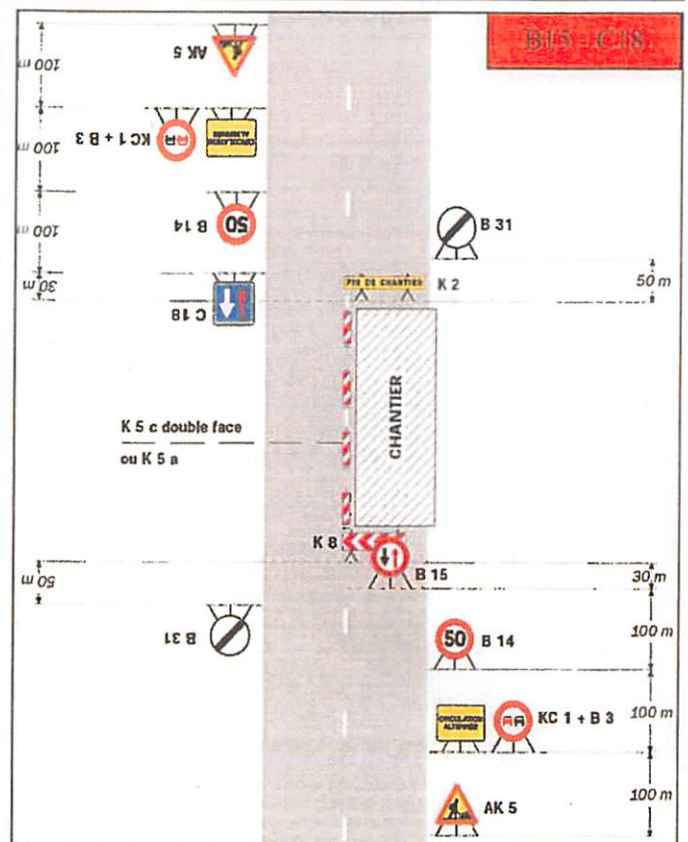 B15 - C18
100 m
AK 5
100 m
KC1 + B 3
CIRCULATION
ALTERNÉE
100 m
B 14
50
B 31
30 m
C 18
FIN DE CHANTIER
K 2
50 m
CHANTIER
K 5 c double face
ou K 5 a
K 8
B 15
30 m
50 m
B 31
50
B 14
100 m
CIRCULATION
ALTERNÉE
KC 1 + B 3
100 m
AK 5
100 m